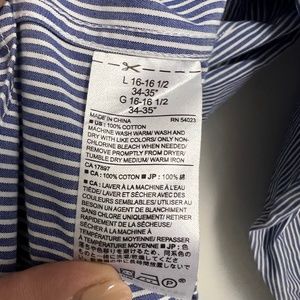 L 16-16 1/2
34-35"
G 16-16 1/2
34-35"
MADE IN CHINA RN 54023
■ GB : 100% COTTON
MACHINE WASH WARM/ WASH AND
DRY WITH LIKE COLORS/ ONLY NON-
CHLORINE BLEACH WHEN NEEDED/
PROMPTLY REMOVE FROM DRYER/
TUMBLE DRY MEDIUM/ WARM IRON
CA 17897
■ CA : 100% COTON ■ JP : 100% 綿
CA : LAVER À LA MACHINE À L'EAU
TIÈDE/ LAVER ET SÉCHER AVEC DES
COULEURS SEMBLABLES/ UTILISER AU
BESOIN UN AGENT DE BLANCHIMENT
SANS CHLORE UNIQUEMENT/ RETIRER
RAPIDEMENT DE LA SÉCHEUSE/
SÉCHER À LA MACHINE À
TEMPÉRATURE MOYENNE/ REPASSER
À TEMPÉRATURE MOYENNE